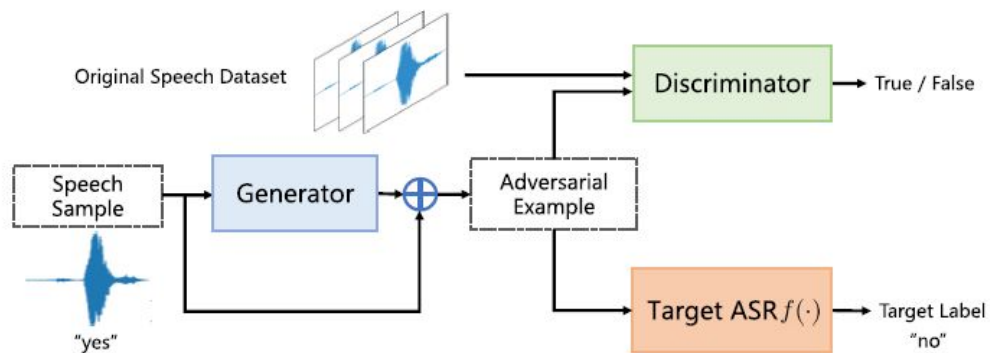 Original Speech Dataset
Discriminator
True / False
Speech
Sample
Generator
Adversarial
Example
"yes"
Target ASR f(·)
Target Label
"no"